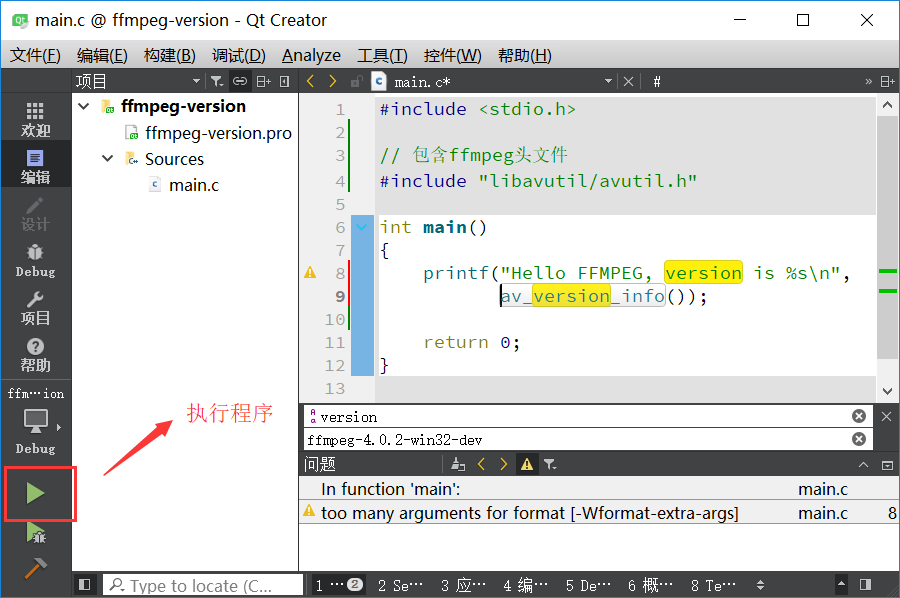 main.c @ ffmpeg-version - Qt Creator
文件(F) 编辑(E) 构建(B) 调试(D) Analyze 工具(T) 控件(W) 帮助(H)
项目
main.c* #
欢迎
编辑
设计
Debug
项目
帮助
ffm···ion
Debug
ffmpeg-version
ffmpeg-version.pro
Sources
main.c
执行程序
1 #include <stdio.h>
2
3 // 包含ffmpeg头文件
4 #include "libavutil/avutil.h"
5
6 int main()
7 {
8 printf("Hello FFMPEG, version is %s\n",
9 av_version_info());
10
11 return 0;
12 }
13
version
ffmpeg-4.0.2-win32-dev
问题
In function 'main': main.c
too many arguments for format [-Wformat-extra-args] main.c 8
Type to locate (C... 1 ··· 2 2 Se··· 3 应··· 4 编··· 5 De··· 6 概··· 8 Te···